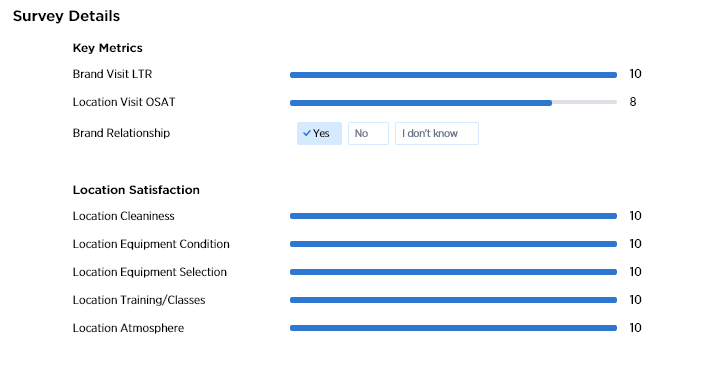 Survey Details
Key Metrics
Brand Visit LTR 10
Location Visit OSAT 8
Brand Relationship Yes No I don't know
Location Satisfaction
Location Cleaniness 10
Location Equipment Condition 10
Location Equipment Selection 10
Location Training/Classes 10
Location Atmosphere 10